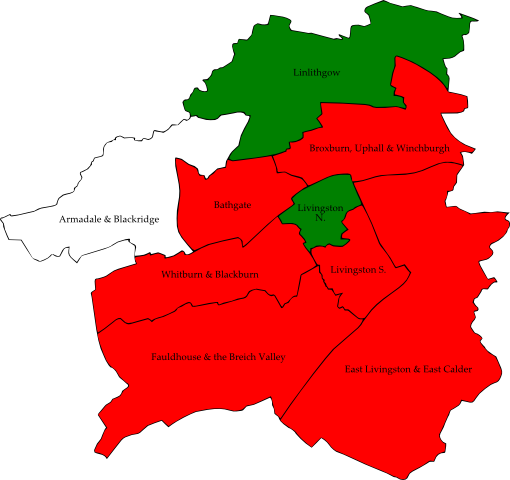 Linlithgow
Broxburn, Uphall & Winchburgh
Bathgate
Livingston
N.
Armadale & Blackridge
Whitburn & Blackburn
Livingston S.
Fauldhouse & the Breich Valley
East Livingston & East Calder